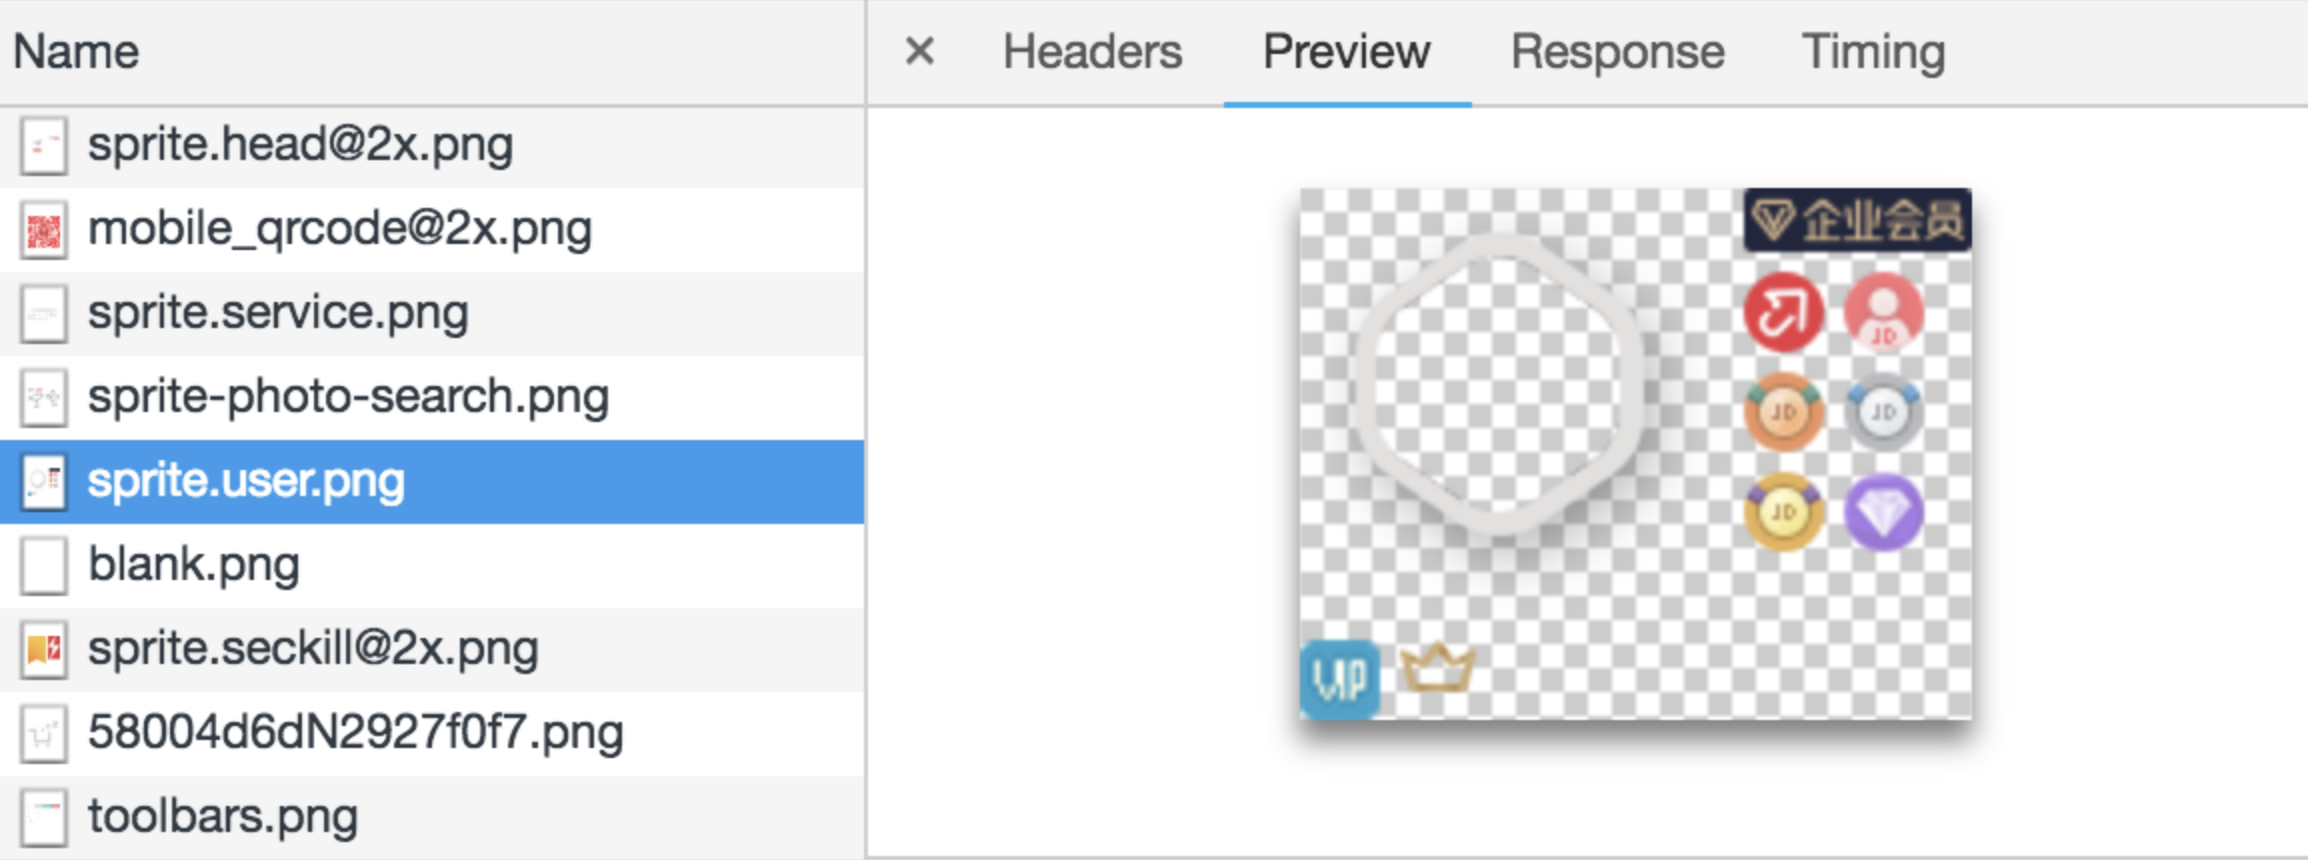 Name
× Headers Preview Response Timing
sprite.head@2x.png
mobile_qrcode@2x.png
sprite.service.png
sprite-photo-search.png
sprite.user.png
blank.png
sprite.seckill@2x.png
58004d6dN2927f0f7.png
toolbars.png
企业会员
JD
JD
JD
JD
VIP